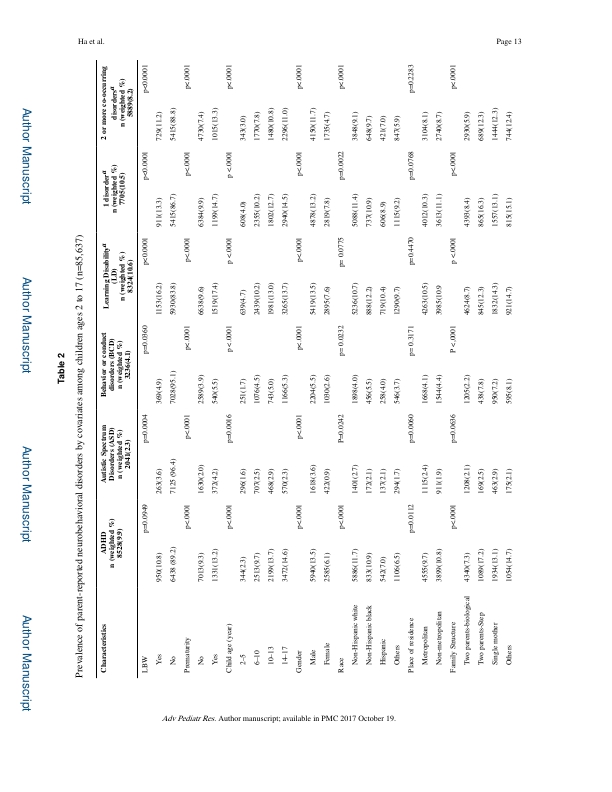 Ha et al. Page 13
Table 2
Prevalence of parent-reported neurobehavioral disorders by covariates among children ages 2 to 17 (n=85,637)
Characteristics ADHD n (weighted %) 8528(9.9) Autistic Spectrum Disorders (ASD) n (weighted %) 2041(2.3) Behavior or conduct disorders (BCD) n (weighted %) 3236(4.1) Learning Disability a (LD) n (weighted %) 8324(10.6) 1 disorder a n (weighted %) 7705(10.5) 2 or more co-occurring disorders a n (weighted %) 5889(8.2)
LBW p=0.0949 p=0.0034 p=0.0360 p<0.0001 p<0.0001 p<0.0001
Yes 950(10.8) 263(3.6) 369(4.9) 1153(16.2) 911(13.3) 729(11.2)
No 6438 (89.2) 7125 (96.4) 7028(95.1) 5930(83.8) 5415(86.7) 5415(88.8)
Prematurity p<.0001 p<.0001 p<.0001 p<.0001 p<.0001 p<.0001
No 7013(9.3) 1630(2.0) 2589(3.9) 6638(9.6) 6384(9.9) 4730(7.4)
Yes 1331(13.2) 372(4.2) 540(5.5) 1519(17.4) 1199(14.7) 1015(13.3)
Child age (year) p<.0001 p=0.0016 p<.0001 p <.0001 p <.0001 p<.0001
2–5 344(2.3) 296(1.6) 251(1.7) 639(4.7) 608(4.0) 343(3.0)
6–10 2513(9.7) 707(2.5) 1076(4.5) 2439(10.2) 2355(10.2) 1770(7.8)
10–13 2199(13.7) 468(2.9) 743(5.0) 1981(13.0) 1802(12.7) 1480(10.8)
14–17 3472(14.6) 570(2.3) 1166(5.3) 3265(13.7) 2940(14.5) 2296(11.0)
Gender p<.0001 p<.0001 p<.0001 p<.0001 p<.0001 p<.0001
Male 5940(13.5) 1618(3.6) 2204(5.5) 5419(13.5) 4878(13.2) 4150(11.7)
Female 2585(6.1) 422(0.9) 1030(2.6) 2895(7.6) 2819(7.8) 1735(4.7)
Race p<.0001 P=0.0242 p= 0.0232 p= 0.0775 p=0.0022 p<.0001
Non-Hispanic white 5886(11.7) 1401(2.7) 1898(4.0) 5236(10.7) 5088(11.4) 3848(9.1)
Non-Hispanic black 833(10.9) 172(2.1) 456(5.5) 888(12.2) 737(10.9) 648(9.7)
Hispanic 542(7.0) 137(2.1) 258(4.0) 719(10.4) 606(8.9) 421(7.0)
Others 1106(6.5) 294(1.7) 546(3.7) 1290(9.7) 1115(9.2) 847(5.9)
Place of residence p=0.0112 p=0.0069 p= 0.3171 p=0.4470 p=0.0768 p=0.2283
Metropolitan 4555(9.7) 1115(2.4) 1668(4.1) 4263(10.5) 4012(10.3) 3104(8.1)
Non-metropolitan 3899(10.8) 911(1.9) 1544(4.4) 3985(10.9 3613(11.1) 2740(8.7)
Family Structure p<.0001 p=0.0636 P <.0001 p <.0001 p<.0001 p<.0001
Two parents-biological 4340(7.3) 1208(2.1) 1205(2.2) 4624(8.7) 4393(8.4) 2930(5.9)
Two parents-Step 1089(17.2) 169(2.5) 438(7.8) 845(12.3) 865(16.3) 689(12.3)
Single mother 1934(13.1) 463(2.9) 950(7.2) 1832(14.3) 1557(13.1) 1444(12.3)
Others 1054(14.7) 175(2.1) 595(8.1) 921(14.7) 815(15.1) 744(12.4)
Adv Pediatr Res. Author manuscript; available in PMC 2017 October 19.
Author Manuscript
Author Manuscript
Author Manuscript
Author Manuscript